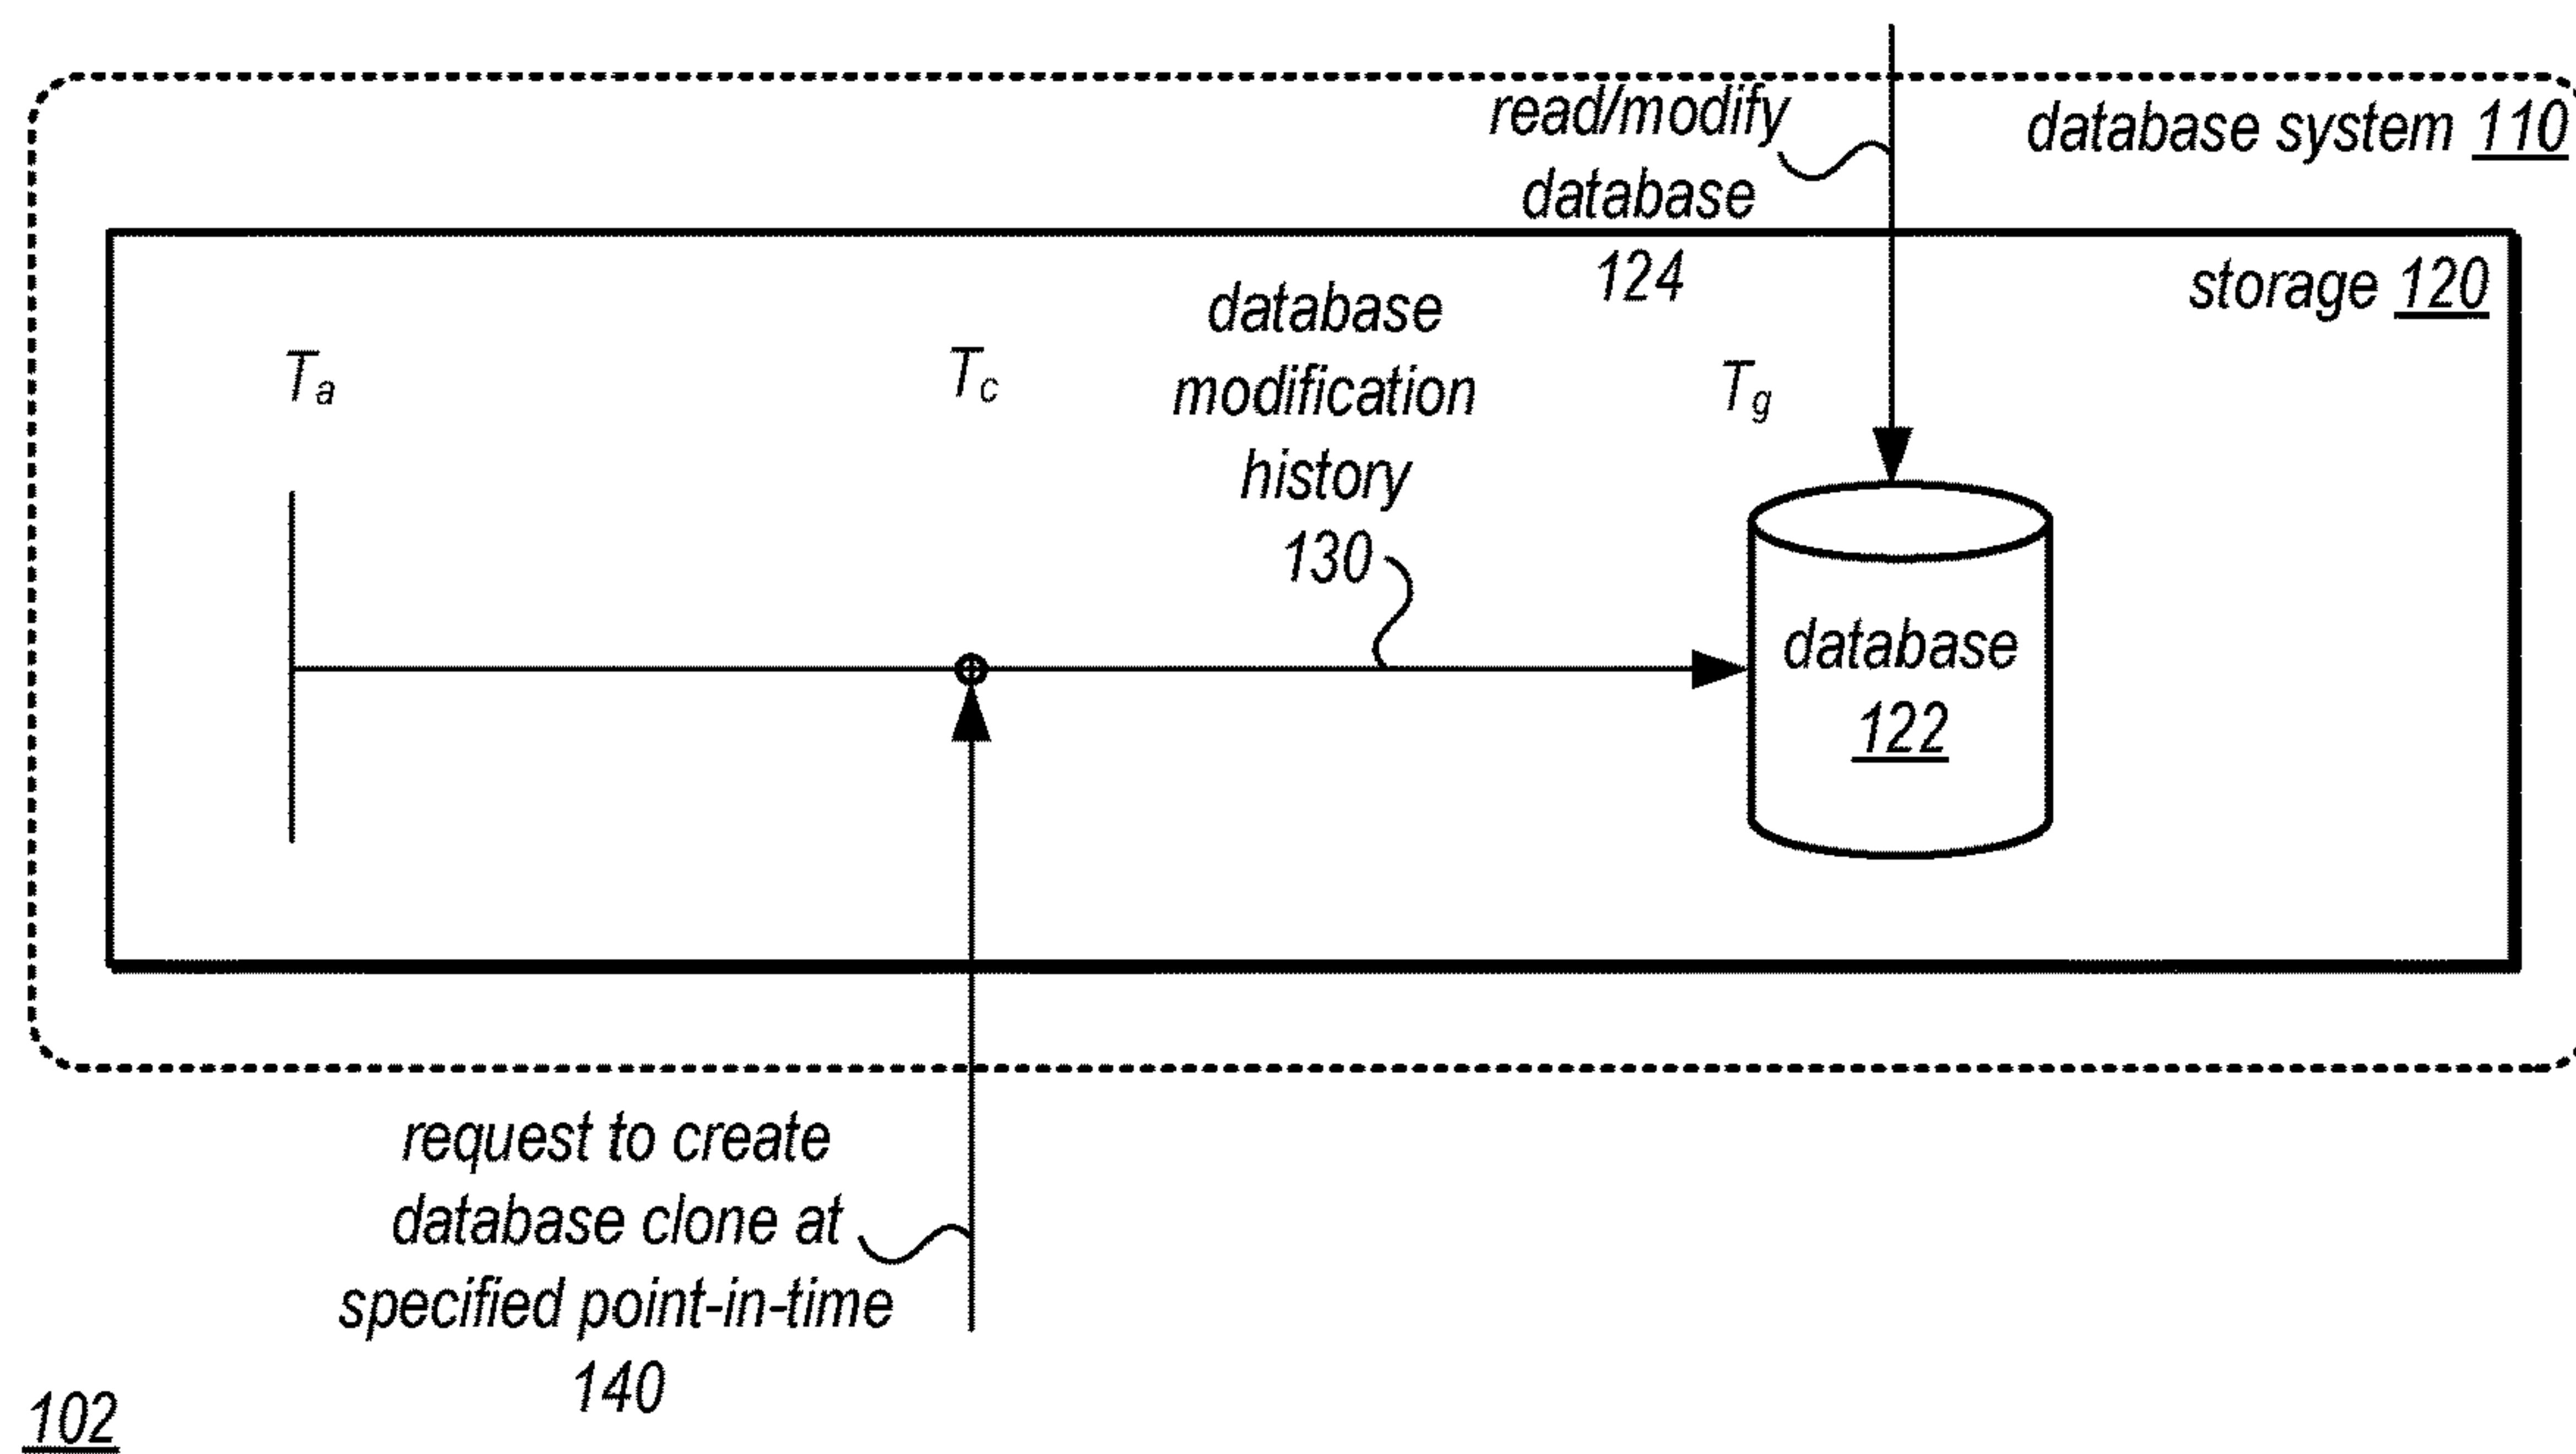 read/modify
database
124
database system 110
storage 120
database
modification
history
130
Ta
Tc
Tg
database
122
request to create
database clone at
specified point-in-time
140
102